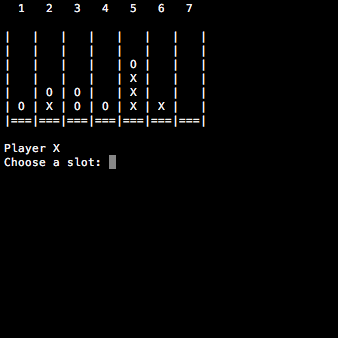 1   2   3   4   5   6   7
|   |   |   |   |   |   |   |
|   |   |   |   |   |   |   |
|   |   |   |   | O |   |   |
|   |   |   |   | X |   |   |
|   | O | O |   | X |   |   |
| O | X | O | O | X | X |   |
|===|===|===|===|===|===|===|
Player X
Choose a slot: